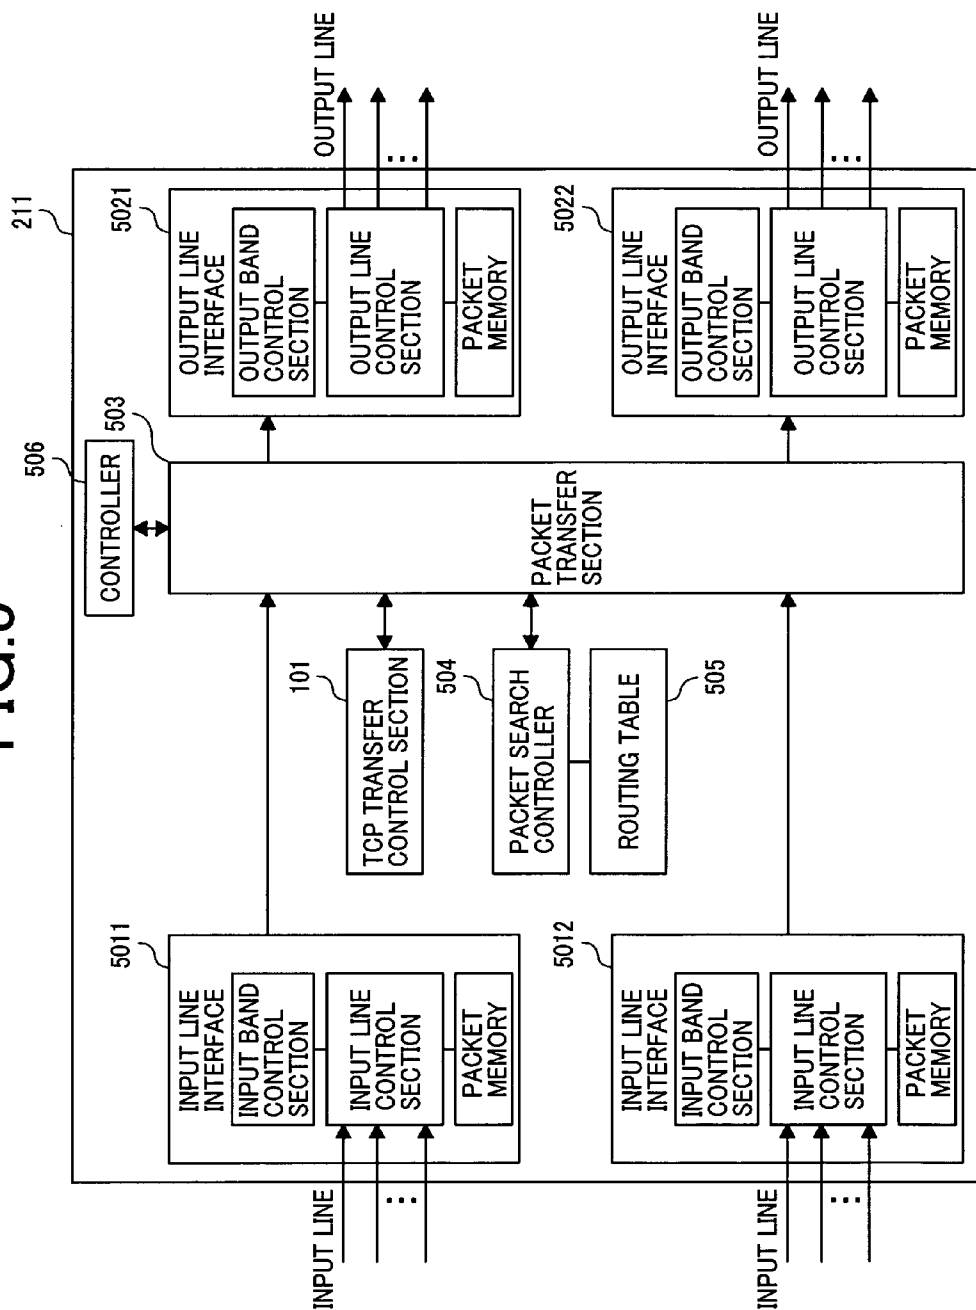 211
506
CONTROLLER
503
5011
INPUT LINE
INTERFACE
INPUT BAND
CONTROL
SECTION
INPUT LINE
CONTROL
SECTION
PACKET
MEMORY
INPUT LINE
...
101
TCP TRANSFER
CONTROL SECTION
504
PACKET SEARCH
CONTROLLER
505
ROUTING TABLE
PACKET
TRANSFER
SECTION
5021
OUTPUT LINE
INTERFACE
OUTPUT BAND
CONTROL
SECTION
OUTPUT LINE
CONTROL
SECTION
PACKET
MEMORY
OUTPUT LINE
...
5012
INPUT LINE
INTERFACE
INPUT BAND
CONTROL
SECTION
INPUT LINE
CONTROL
SECTION
PACKET
MEMORY
INPUT LINE
...
5022
OUTPUT LINE
INTERFACE
OUTPUT BAND
CONTROL
SECTION
OUTPUT LINE
CONTROL
SECTION
PACKET
MEMORY
OUTPUT LINE
...